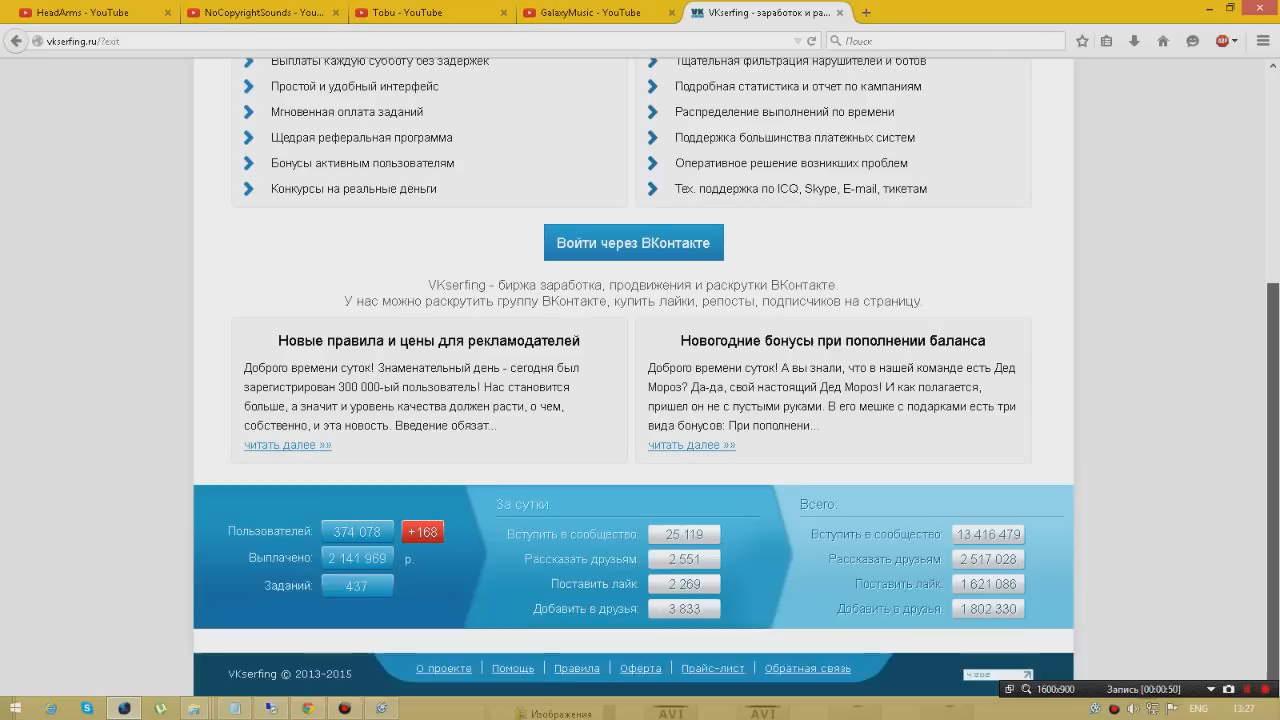 HeadArms - YouTube
NoCopyrightSounds - You...
Tobu - YouTube
GalaxyMusic - YouTube
VKserfing - заработок и ра...
vkserfing.ru/?exit
Поиск
Выплаты каждую субботу без задержек
Простой и удобный интерфейс
Мгновенная оплата заданий
Щедрая реферальная программа
Бонусы активным пользователям
Конкурсы на реальные деньги
Тщательная фильтрация нарушителей и ботов
Подробная статистика и отчет по кампаниям
Распределение выполнений по времени
Поддержка большинства платежных систем
Оперативное решение возникших проблем
Тех. поддержка по ICQ, Skype, E-mail, тикетам
Войти через ВКонтакте
VKserfing - биржа заработка, продвижения и раскрутки ВКонтакте.
У нас можно раскрутить группу ВКонтакте, купить лайки, репосты, подписчиков на страницу.
Новые правила и цены для рекламодателей
Доброго времени суток! Знаменательный день - сегодня был
зарегистрирован 300 000-ый пользователь! Нас становится
больше, а значит и уровень качества должен расти, о чем,
собственно, и эта новость. Введение обязат...
читать далее »»
Новогодние бонусы при пополнении баланса
Доброго времени суток! А вы знали, что в нашей команде есть Дед
Мороз? Да-да, свой настоящий Дед Мороз! И как полагается,
пришел он не с пустыми руками. В его мешке с подарками есть три
вида бонусов: При пополнени...
читать далее »»
Пользователей: 374 078 +168
Выплачено: 2 141 969 р.
Заданий: 437
За сутки:
Вступить в сообщество: 25 119
Рассказать друзьям: 2 551
Поставить лайк: 2 269
Добавить в друзья: 3 833
Всего:
Вступить в сообщество: 13 416 479
Рассказать друзьям: 2 517 028
Поставить лайк: 1 621 086
Добавить в друзья: 1 802 330
VKserfing © 2013-2015
О проекте
Помощь
Правила
Оферта
Прайс-лист
Обратная связь
1600x900
Запись [00:00:50]
Изображения
AVI
AVI
ENG
13:27